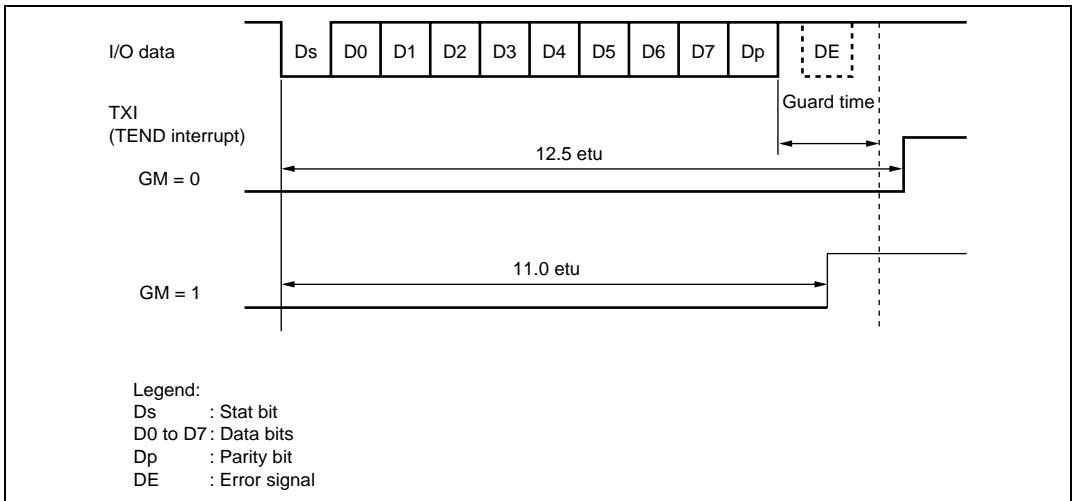 I/O data
Ds D0 D1 D2 D3 D4 D5 D6 D7 Dp DE
Guard time
TXI
(TEND interrupt)
12.5 etu
GM = 0
11.0 etu
GM = 1
Legend:
Ds : Stat bit
D0 to D7 : Data bits
Dp : Parity bit
DE : Error signal